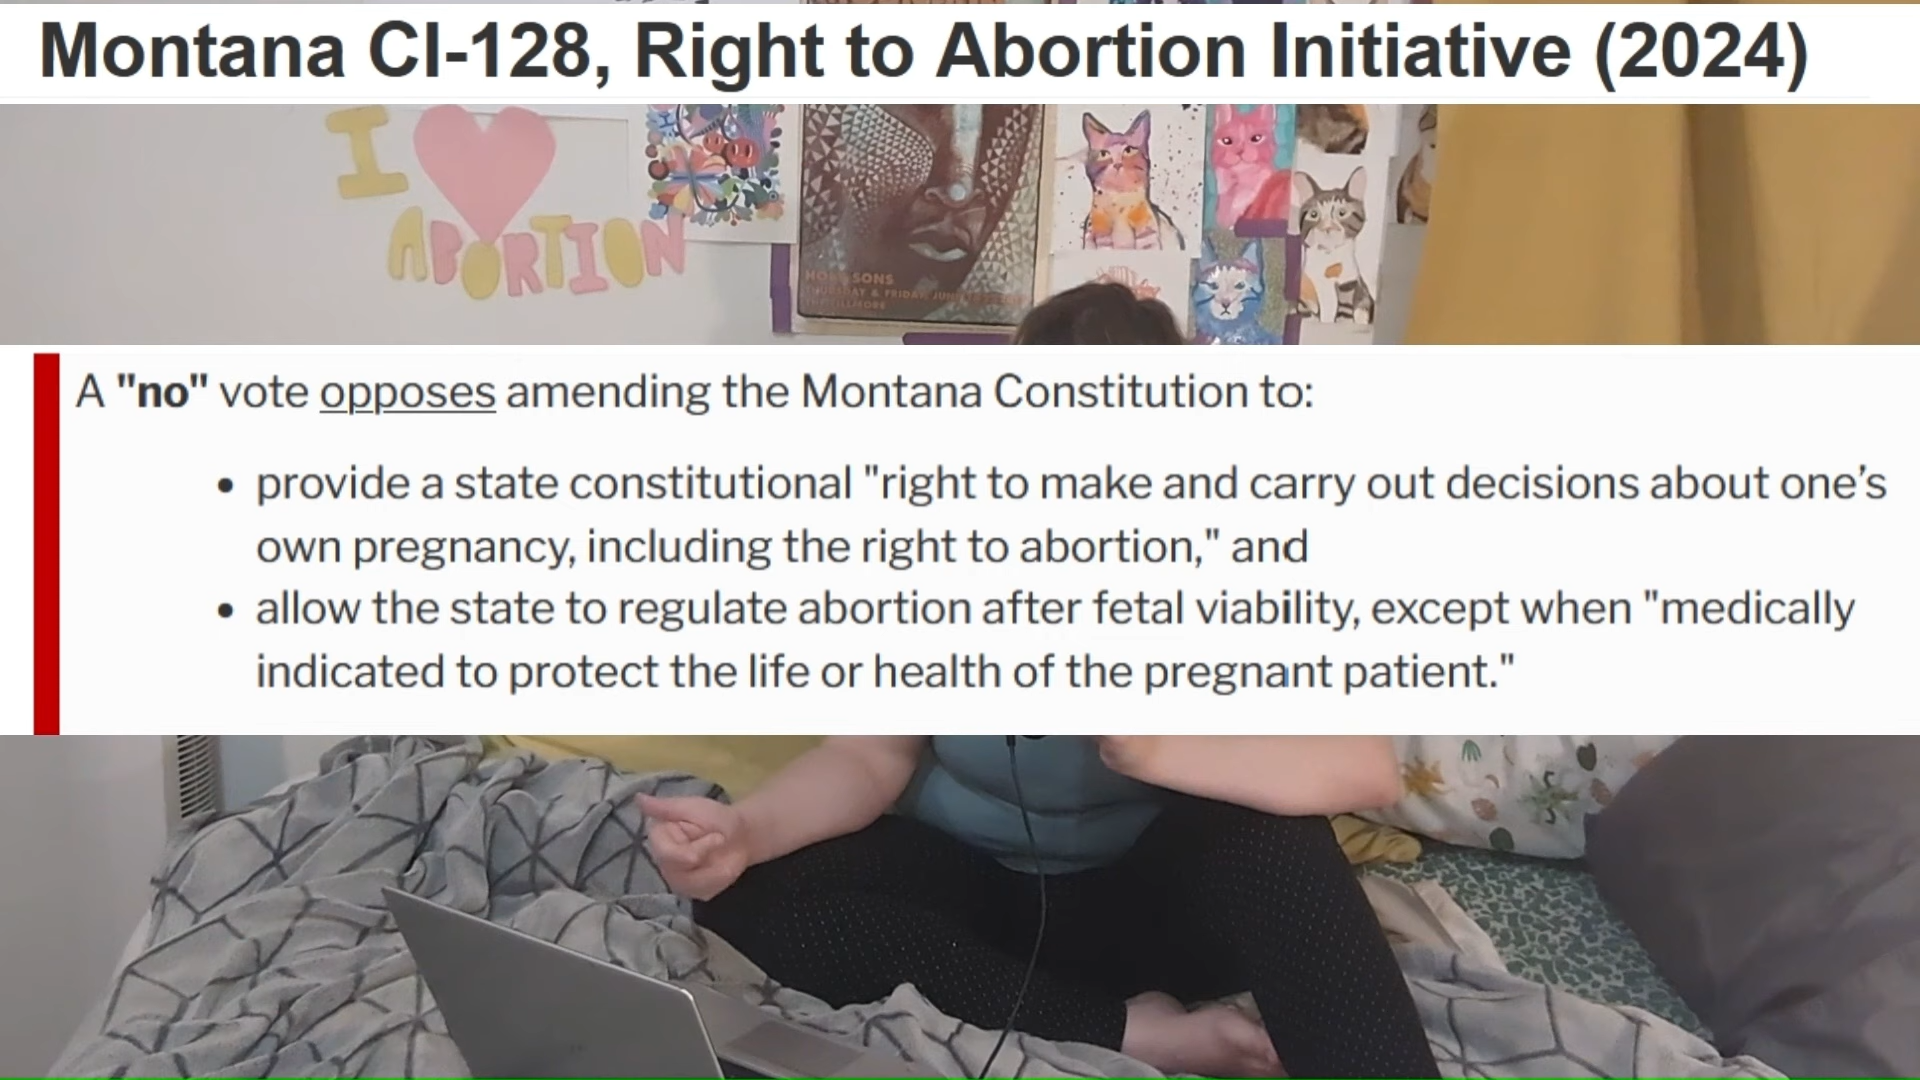 Montana CI-128, Right to Abortion Initiative (2024)
I
ABORTION
A "no" vote opposes amending the Montana Constitution to:
• provide a state constitutional "right to make and carry out decisions about one’s
own pregnancy, including the right to abortion," and
• allow the state to regulate abortion after fetal viability, except when "medically
indicated to protect the life or health of the pregnant patient."